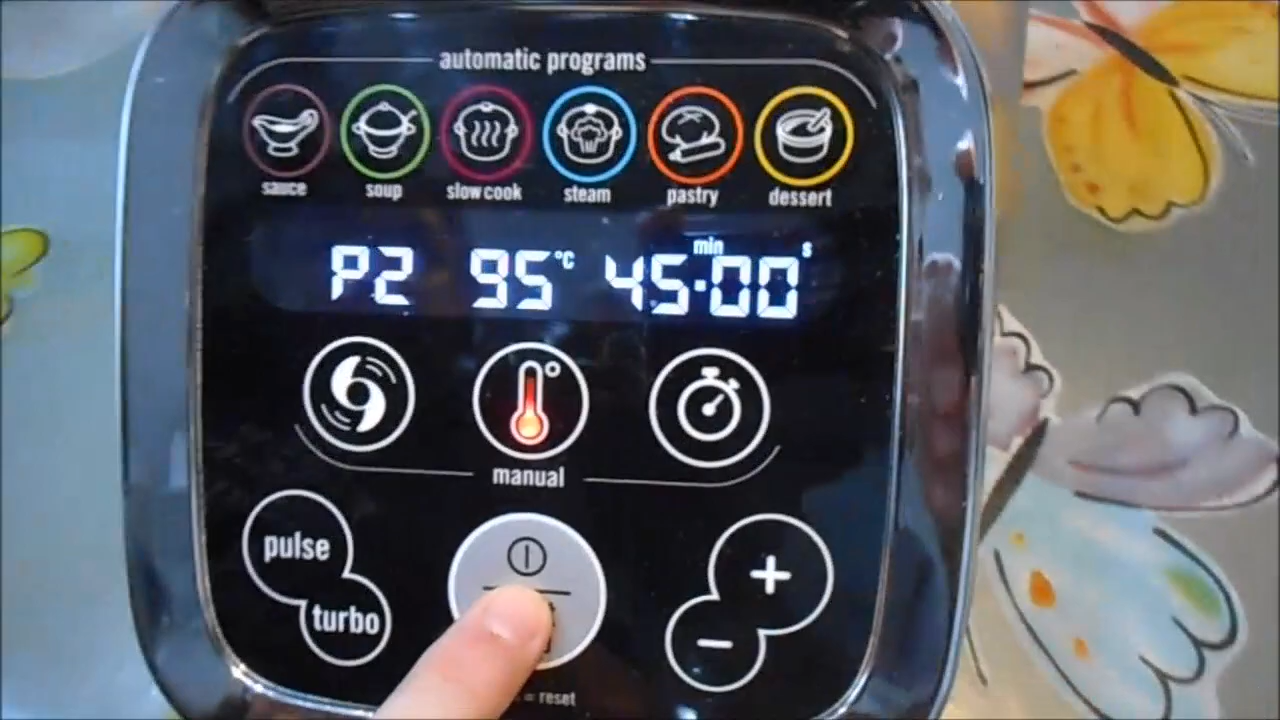 automatic programs
sauce soup slow cook steam pastry dessert
P2 95°C 45:00 min s
manual
pulse
turbo
+
-
= reset